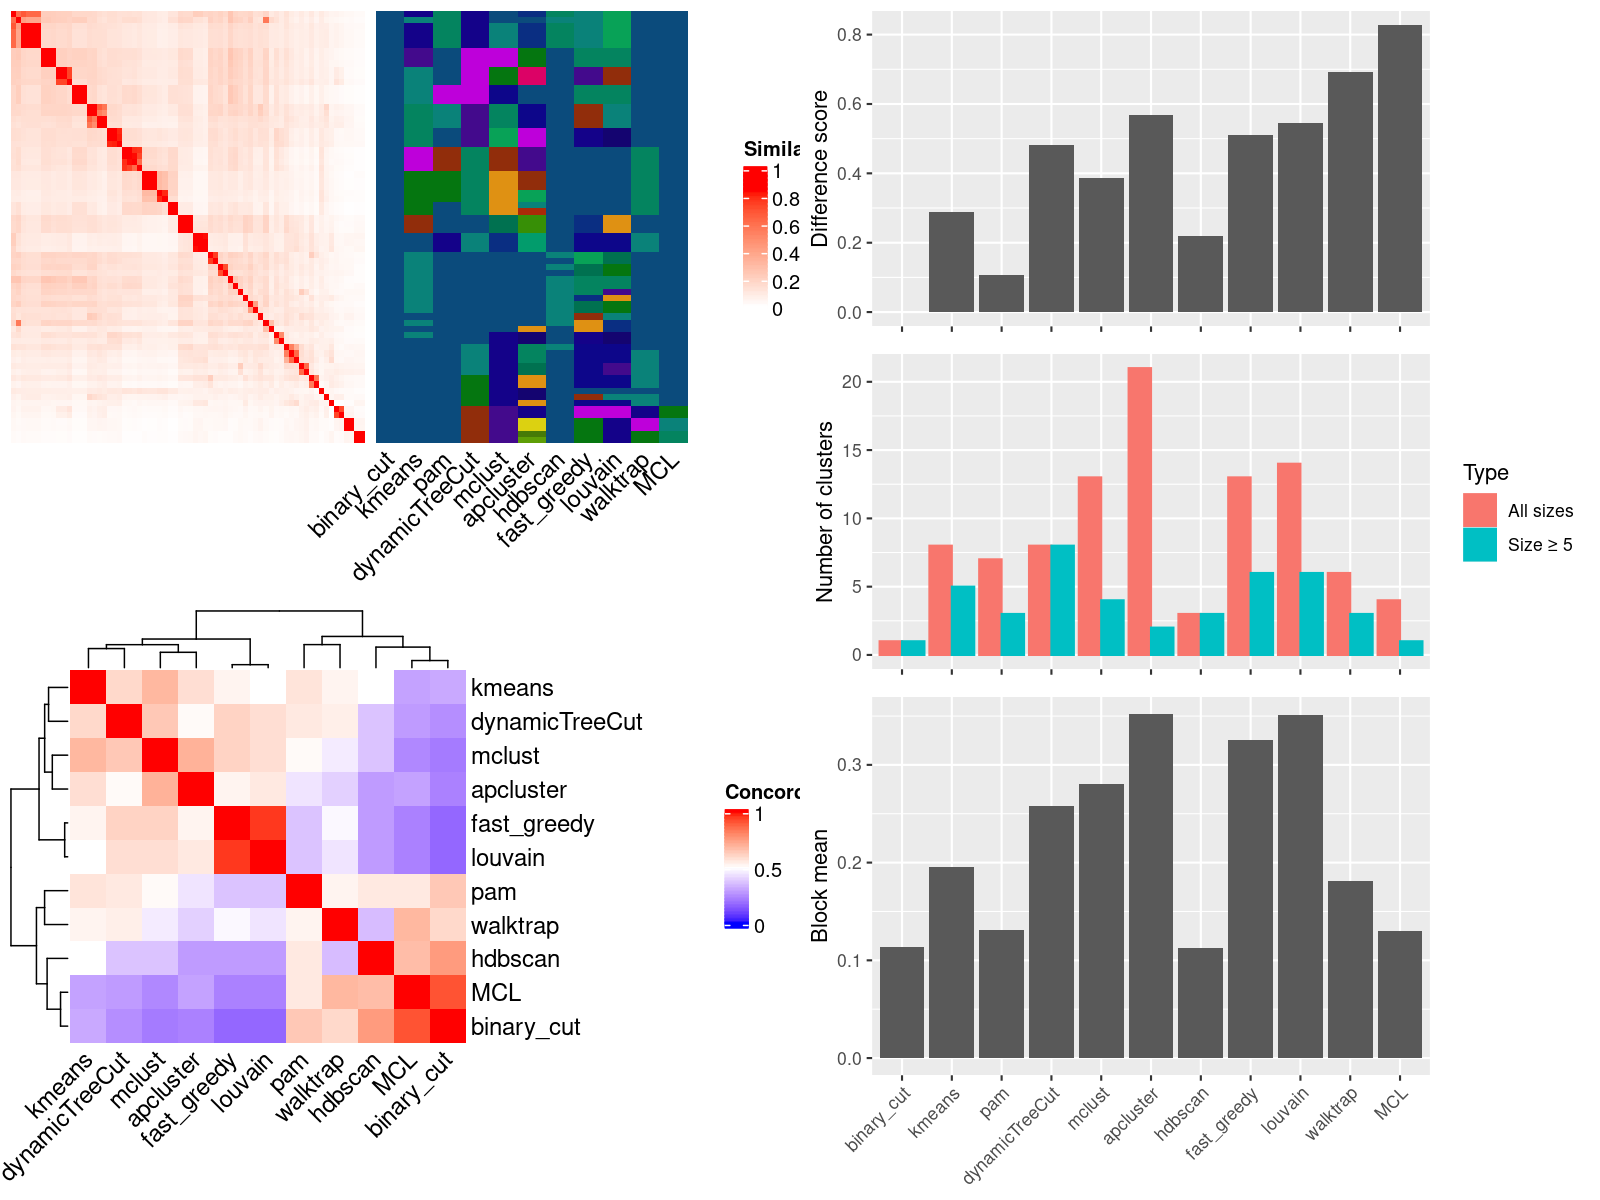 binary_cut
kmeans
pam
dynamicTreeCut
mclust
apcluster
hdbscan
fast_greedy
louvain
walktrap
MCL
Simila
1
0.8
0.6
0.4
0.2
0
Difference score
0.8
0.6
0.4
0.2
0.0
Number of clusters
20
15
10
5
0
Type
All sizes
Size ≥ 5
kmeans
dynamicTreeCut
mclust
apcluster
fast_greedy
louvain
pam
walktrap
hdbscan
MCL
binary_cut
kmeans
dynamicTreeCut
mclust
apcluster
fast_greedy
louvain
pam
walktrap
hdbscan
MCL
binary_cut
Concord
1
0.5
0
Block mean
0.3
0.2
0.1
0.0
binary_cut
kmeans
pam
dynamicTreeCut
mclust
apcluster
hdbscan
fast_greedy
louvain
walktrap
MCL